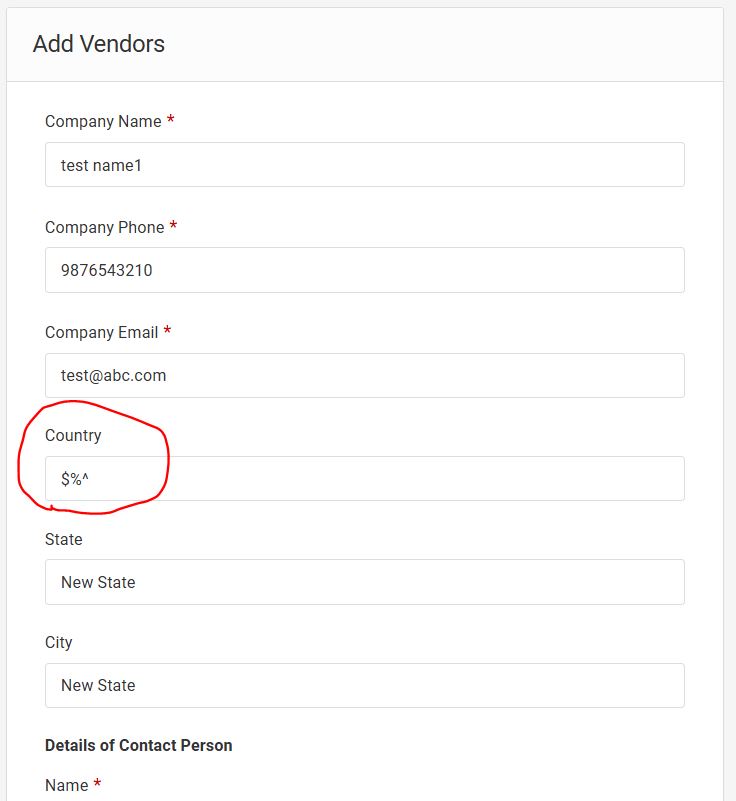 Add Vendors
Company Name *
test name1
Company Phone *
9876543210
Company Email *
test@abc.com
Country
$%^
State
New State
City
New State
Details of Contact Person
Name *